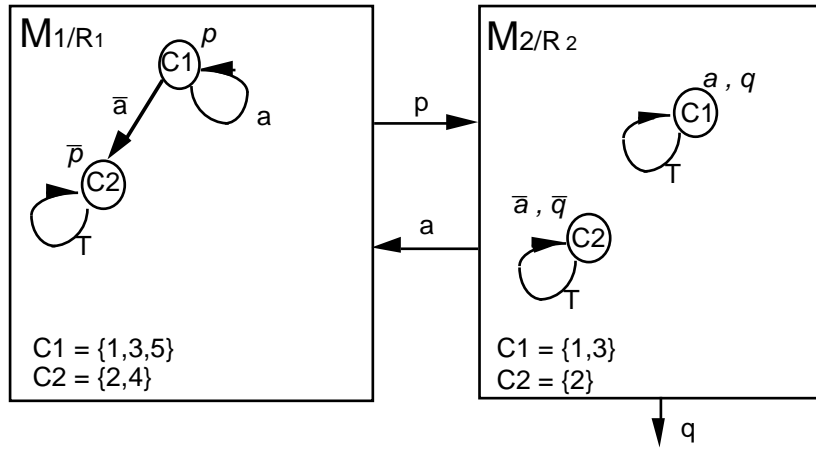 M1/R1
p
C1
a̅
a
p̅
C2
T
C1 = {1,3,5}
C2 = {2,4}
p
a
M2/R 2
a , q
C1
T
a̅ , q̅
C2
T
C1 = {1,3}
C2 = {2}
q